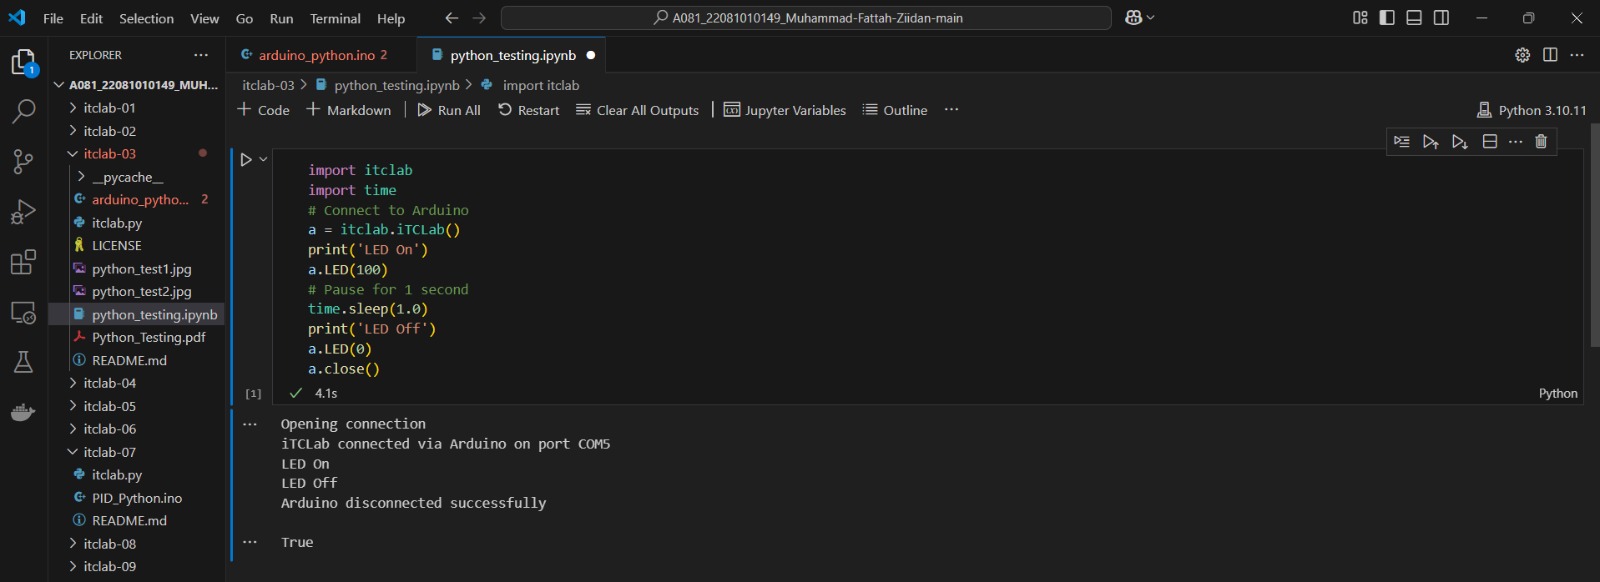 File Edit Selection View Go Run Terminal Help
A081_22081010149_Muhammad-Fattah-Ziidan-main
EXPLORER ...
A081_22081010149_MUH...
itclab-01
itclab-02
itclab-03
__pycache__
arduino_pytho... 2
itclab.py
LICENSE
python_test1.jpg
python_test2.jpg
python_testing.ipynb
Python_Testing.pdf
README.md
itclab-04
itclab-05
itclab-06
itclab-07
itclab.py
PID_Python.ino
README.md
itclab-08
itclab-09
1
arduino_python.ino 2
python_testing.ipynb
itclab-03 > python_testing.ipynb > import itclab
+ Code + Markdown | Run All Restart Clear All Outputs | Jupyter Variables Outline ...
Python 3.10.11
import itclab
import time
# Connect to Arduino
a = itclab.iTCLab()
print('LED On')
a.LED(100)
# Pause for 1 second
time.sleep(1.0)
print('LED Off')
a.LED(0)
a.close()
[1] 4.1s
Python
... Opening connection
iTCLab connected via Arduino on port COM5
LED On
LED Off
Arduino disconnected successfully
... True